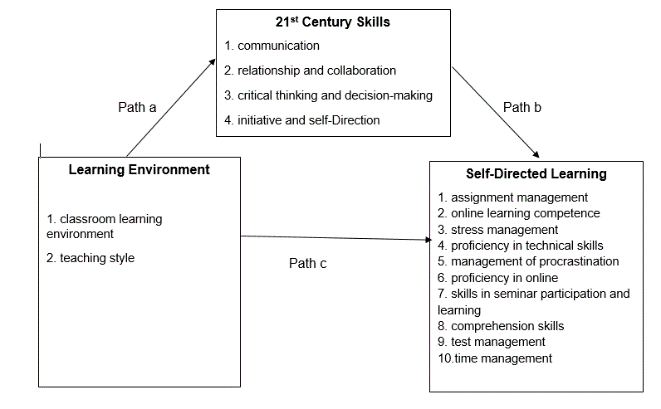 21st Century Skills
1. communication
2. relationship and collaboration
3. critical thinking and decision-making
4. initiative and self-Direction
Path a
Path b
Learning Environment
1. classroom learning
environment
2. teaching style
Path c
Self-Directed Learning
1. assignment management
2. online learning competence
3. stress management
4. proficiency in technical skills
5. management of procrastination
6. proficiency in online
7. skills in seminar participation and
learning
8. comprehension skills
9. test management
10.time management